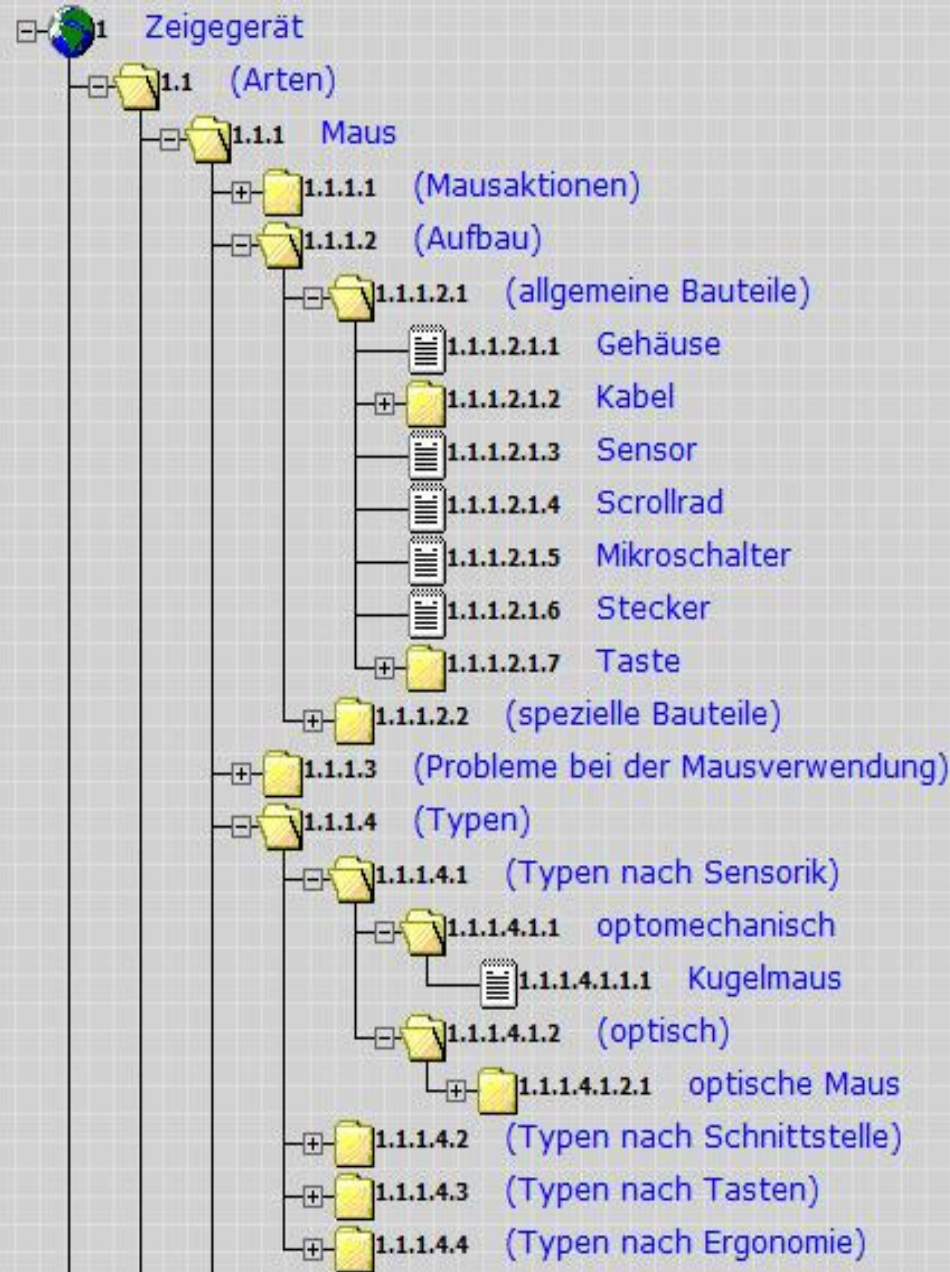 1 Zeigegerät
1.1 (Arten)
1.1.1 Maus
1.1.1.1 (Mausaktionen)
1.1.1.2 (Aufbau)
1.1.1.2.1 (allgemeine Bauteile)
1.1.1.2.1.1 Gehäuse
1.1.1.2.1.2 Kabel
1.1.1.2.1.3 Sensor
1.1.1.2.1.4 Scrollrad
1.1.1.2.1.5 Mikroschalter
1.1.1.2.1.6 Stecker
1.1.1.2.1.7 Taste
1.1.1.2.2 (spezielle Bauteile)
1.1.1.3 (Probleme bei der Mausverwendung)
1.1.1.4 (Typen)
1.1.1.4.1 (Typen nach Sensorik)
1.1.1.4.1.1 optomechanisch
1.1.1.4.1.1.1 Kugelmaus
1.1.1.4.1.2 (optisch)
1.1.1.4.1.2.1 optische Maus
1.1.1.4.2 (Typen nach Schnittstelle)
1.1.1.4.3 (Typen nach Tasten)
1.1.1.4.4 (Typen nach Ergonomie)